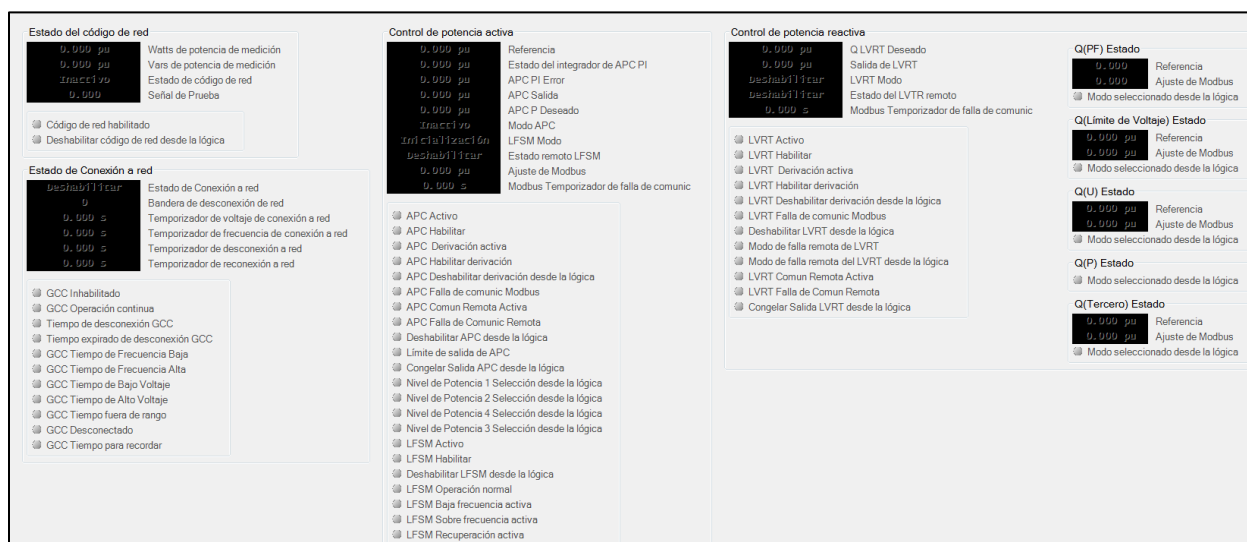 Estado del código de red
0.000 pu Watts de potencia de medición
0.000 pu Vars de potencia de medición
Inactivo Estado de código de red
0.000 Señal de Prueba
Código de red habilitado
Deshabilitar código de red desde la lógica
Estado de Conexión a red
Deshabilitar Estado de Conexión a red
0 Bandera de desconexión de red
0.000 s Temporizador de voltaje de conexión a red
0.000 s Temporizador de frecuencia de conexión a red
0.000 s Temporizador de desconexión a red
0.000 s Temporizador de reconexión a red
GCC Inhabilitado
GCC Operación continua
Tiempo de desconexión GCC
Tiempo expirado de desconexión GCC
GCC Tiempo de Frecuencia Baja
GCC Tiempo de Frecuencia Alta
GCC Tiempo de Bajo Voltaje
GCC Tiempo de Alto Voltaje
GCC Tiempo fuera de rango
GCC Desconectado
GCC Tiempo para recordar
Control de potencia activa
0.000 pu Referencia
0.000 pu Estado del integrador de APC PI
0.000 pu APC PI Error
0.000 pu APC Salida
0.000 pu APC P Deseado
Inactivo Modo APC
Inicialización LFSM Modo
Deshabilitar Estado remoto LFSM
0.000 pu Ajuste de Modbus
0.000 s Modbus Temporizador de falla de comunic
APC Activo
APC Habilitar
APC Derivación activa
APC Habilitar derivación
APC Deshabilitar derivación desde la lógica
APC Falla de comunic Modbus
APC Comun Remota Activa
APC Falla de Comunic Remota
Deshabilitar APC desde la lógica
Límite de salida de APC
Congelar Salida APC desde la lógica
Nivel de Potencia 1 Selección desde la lógica
Nivel de Potencia 2 Selección desde la lógica
Nivel de Potencia 4 Selección desde la lógica
Nivel de Potencia 3 Selección desde la lógica
LFSM Activo
LFSM Habilitar
Deshabilitar LFSM desde la lógica
LFSM Operación normal
LFSM Baja frecuencia activa
LFSM Sobre frecuencia activa
LFSM Recuperación activa
Control de potencia reactiva
0.000 pu Q LVRT Deseado
0.000 pu Salida de LVRT
Deshabilitar LVRT Modo
Deshabilitar Estado del LVTR remoto
0.000 s Modbus Temporizador de falla de comunic
LVRT Activo
LVRT Habilitar
LVRT Derivación activa
LVRT Habilitar derivación
LVRT Deshabilitar derivación desde la lógica
LVRT Falla de comunic Modbus
Deshabilitar LVRT desde la lógica
Modo de falla remota de LVRT
Modo de falla remota del LVRT desde la lógica
LVRT Comun Remota Activa
LVRT Falla de Comun Remota
Congelar Salida LVRT desde la lógica
Q(PF) Estado
0.000 Referencia
0.000 Ajuste de Modbus
Modo seleccionado desde la lógica
Q(Límite de Voltaje) Estado
0.000 pu Referencia
0.000 pu Ajuste de Modbus
Modo seleccionado desde la lógica
Q(U) Estado
0.000 pu Referencia
0.000 pu Ajuste de Modbus
Modo seleccionado desde la lógica
Q(P) Estado
Modo seleccionado desde la lógica
Q(Tercero) Estado
0.000 pu Referencia
0.000 pu Ajuste de Modbus
Modo seleccionado desde la lógica